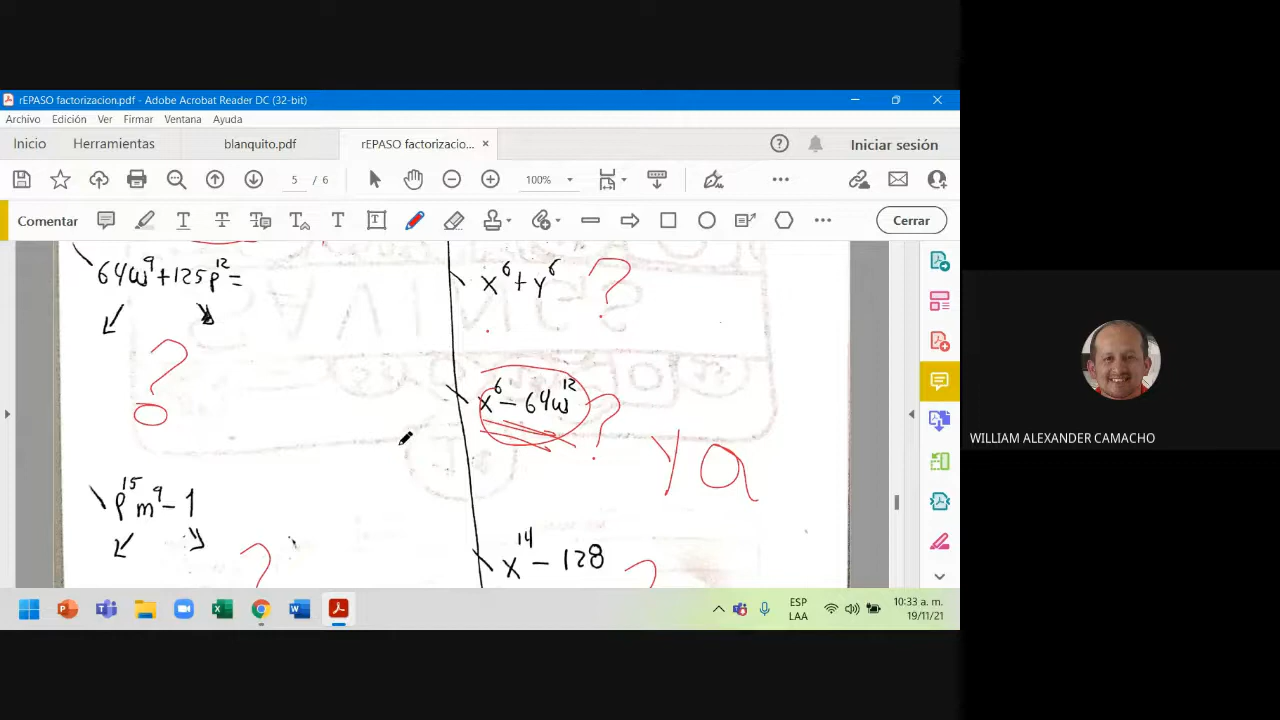 rEPASO factorizacion.pdf - Adobe Acrobat Reader DC (32-bit)
Archivo Edición Ver Firmar Ventana Ayuda
Inicio Herramientas blanquito.pdf rEPASO factorizacio... × Iniciar sesión
5 / 6 100%
Comentar Cerrar
64w⁹+125p¹²=
?
p¹⁵m⁹-1
?
x⁶+y⁶ ?
x⁶-64w¹² ?
Ya
x¹⁴-128
?
SAVINGS
WILLIAM ALEXANDER CAMACHO
ESP
LAA
10:33 a. m.
19/11/21